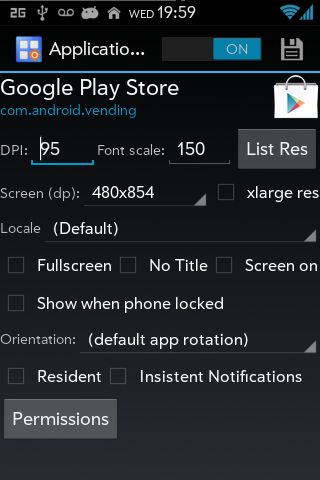 2G WED 19:59
Applicatio... ON
Google Play Store
com.android.vending
DPI: 95 Font scale: 150 List Res
Screen (dp): 480x854 xlarge res
Locale (Default)
Fullscreen No Title Screen on
Show when phone locked
Orientation: (default app rotation)
Resident Insistent Notifications
Permissions